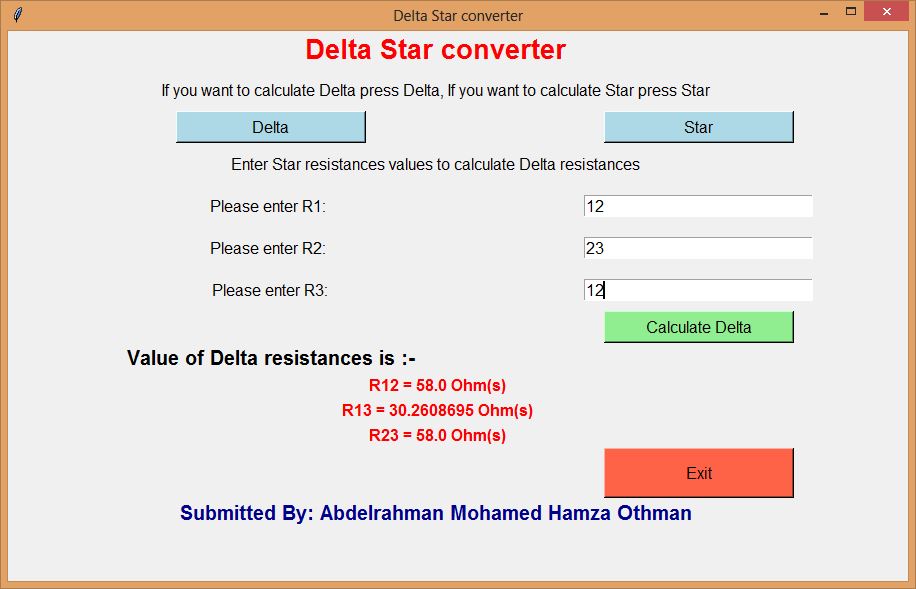 Delta Star converter
Delta Star converter
If you want to calculate Delta press Delta, If you want to calculate Star press Star
Delta Star
Enter Star resistances values to calculate Delta resistances
Please enter R1: 12
Please enter R2: 23
Please enter R3: 12
Calculate Delta
Value of Delta resistances is :-
R12 = 58.0 Ohm(s)
R13 = 30.2608695 Ohm(s)
R23 = 58.0 Ohm(s)
Exit
Submitted By: Abdelrahman Mohamed Hamza Othman